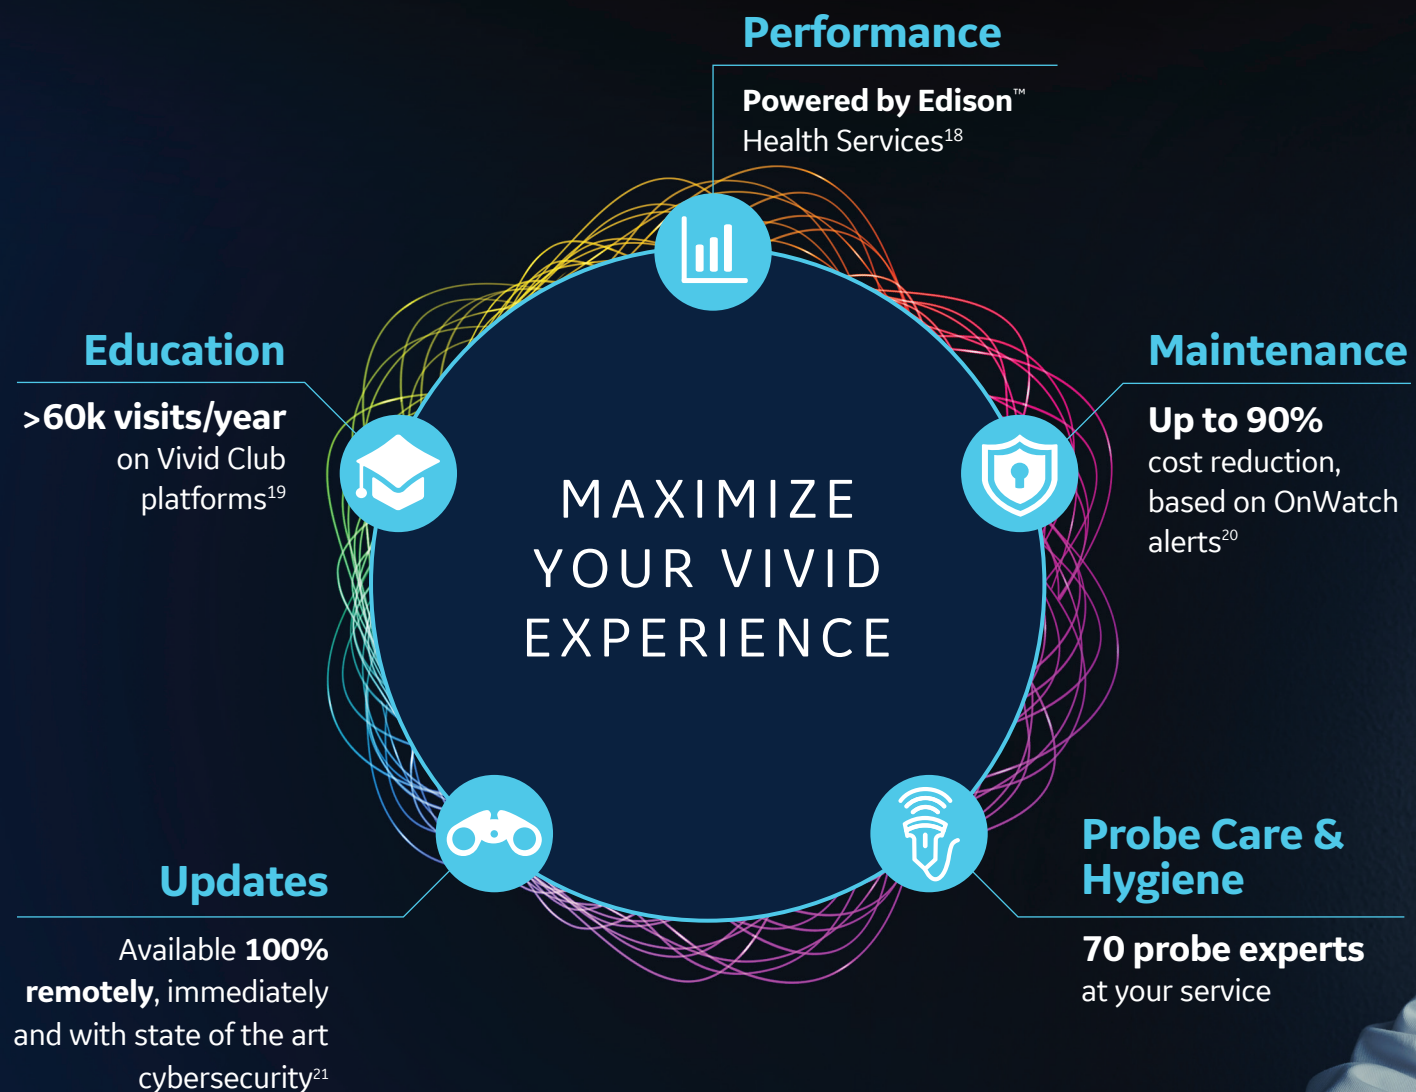 Performance
Powered by Edison™
Health Services18
Education
>60k visits/year
on Vivid Club
platforms19
Maintenance
Up to 90%
cost reduction,
based on OnWatch
alerts20
MAXIMIZE
YOUR VIVID
EXPERIENCE
Updates
Available 100%
remotely, immediately
and with state of the art
cybersecurity21
Probe Care &
Hygiene
70 probe experts
at your service